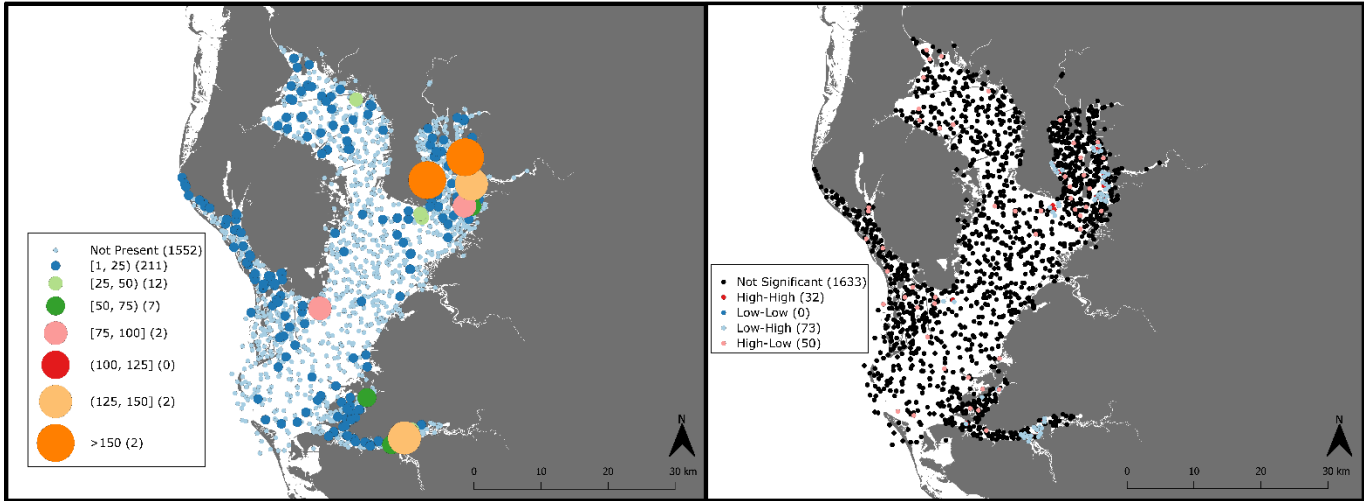 Not Present (1552)
[1, 25) (211)
[25, 50) (12)
[50, 75) (7)
[75, 100] (2)
(100, 125] (0)
(125, 150] (2)
>150 (2)
N
0 10 20 30 km
Not Significant (1633)
High-High (32)
Low-Low (0)
Low-High (73)
High-Low (50)
N
0 10 20 30 km